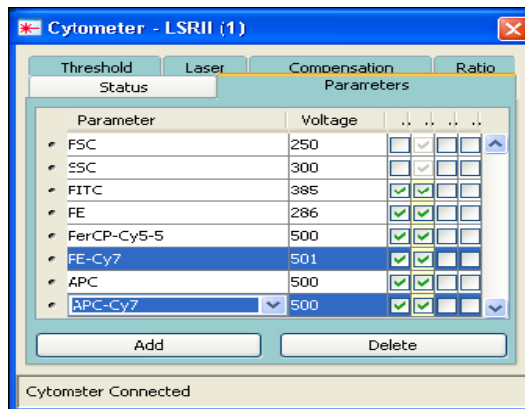 Cytometer - LSRII (1)
Threshold Laser Compensation Ratio
Status Parameters
Parameter Voltage .. .. .. ..
FSC 250
SSC 300
FITC 385
FE 286
FerCP-Cy5-5 500
FE-Cy7 501
APC 500
APC-Cy7 500
Add Delete
Cytometer Connected